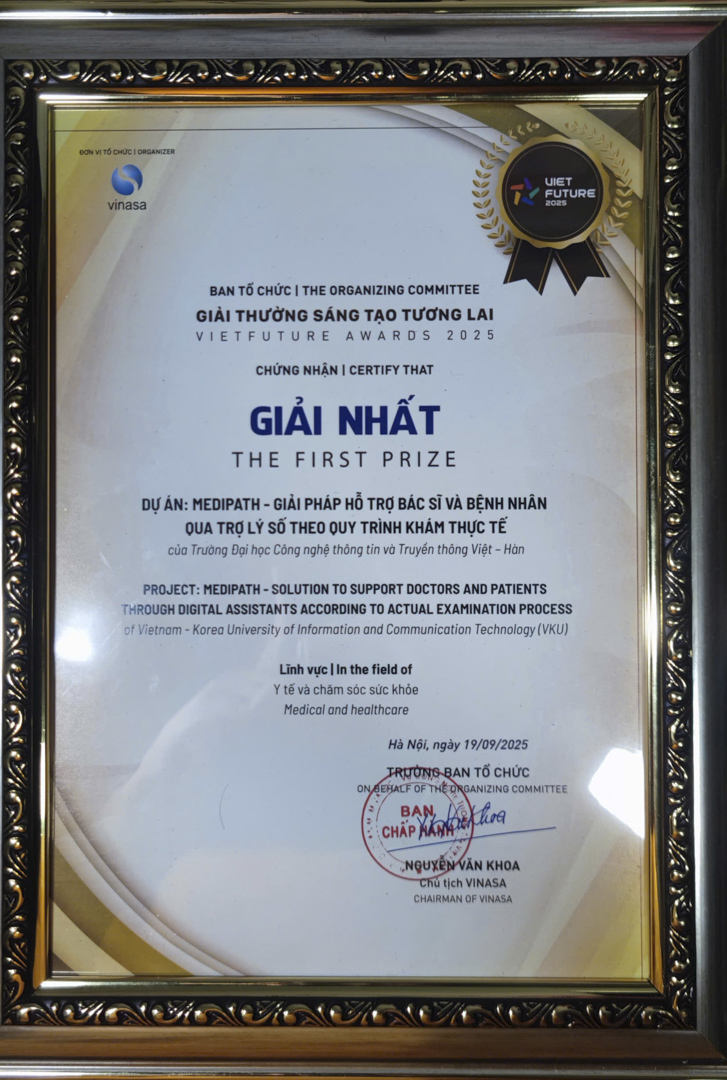 ĐƠN VỊ TỔ CHỨC | ORGANIZER
vinasa
VIET
FUTURE
2025
BAN TỔ CHỨC | THE ORGANIZING COMMITTEE
GIẢI THƯỞNG SÁNG TẠO TƯƠNG LAI
VIETFUTURE AWARDS 2025
CHỨNG NHẬN | CERTIFY THAT
GIẢI NHẤT
THE FIRST PRIZE
DỰ ÁN: MEDIPATH - GIẢI PHÁP HỖ TRỢ BÁC SĨ VÀ BỆNH NHÂN
QUA TRỢ LÝ SỐ THEO QUY TRÌNH KHÁM THỰC TẾ
của Trường Đại học Công nghệ thông tin và Truyền thông Việt – Hàn
PROJECT: MEDIPATH - SOLUTION TO SUPPORT DOCTORS AND PATIENTS
THROUGH DIGITAL ASSISTANTS ACCORDING TO ACTUAL EXAMINATION PROCESS
of Vietnam - Korea University of Information and Communication Technology (VKU)
Lĩnh vực | In the field of
Y tế và chăm sóc sức khỏe
Medical and healthcare
Hà Nội, ngày 19/09/2025
TRƯỞNG BAN TỔ CHỨC
ON BEHALF OF THE ORGANIZING COMMITTEE
BAN
CHẤP HÀNH
NGUYỄN VĂN KHOA
Chủ tịch VINASA
CHAIRMAN OF VINASA